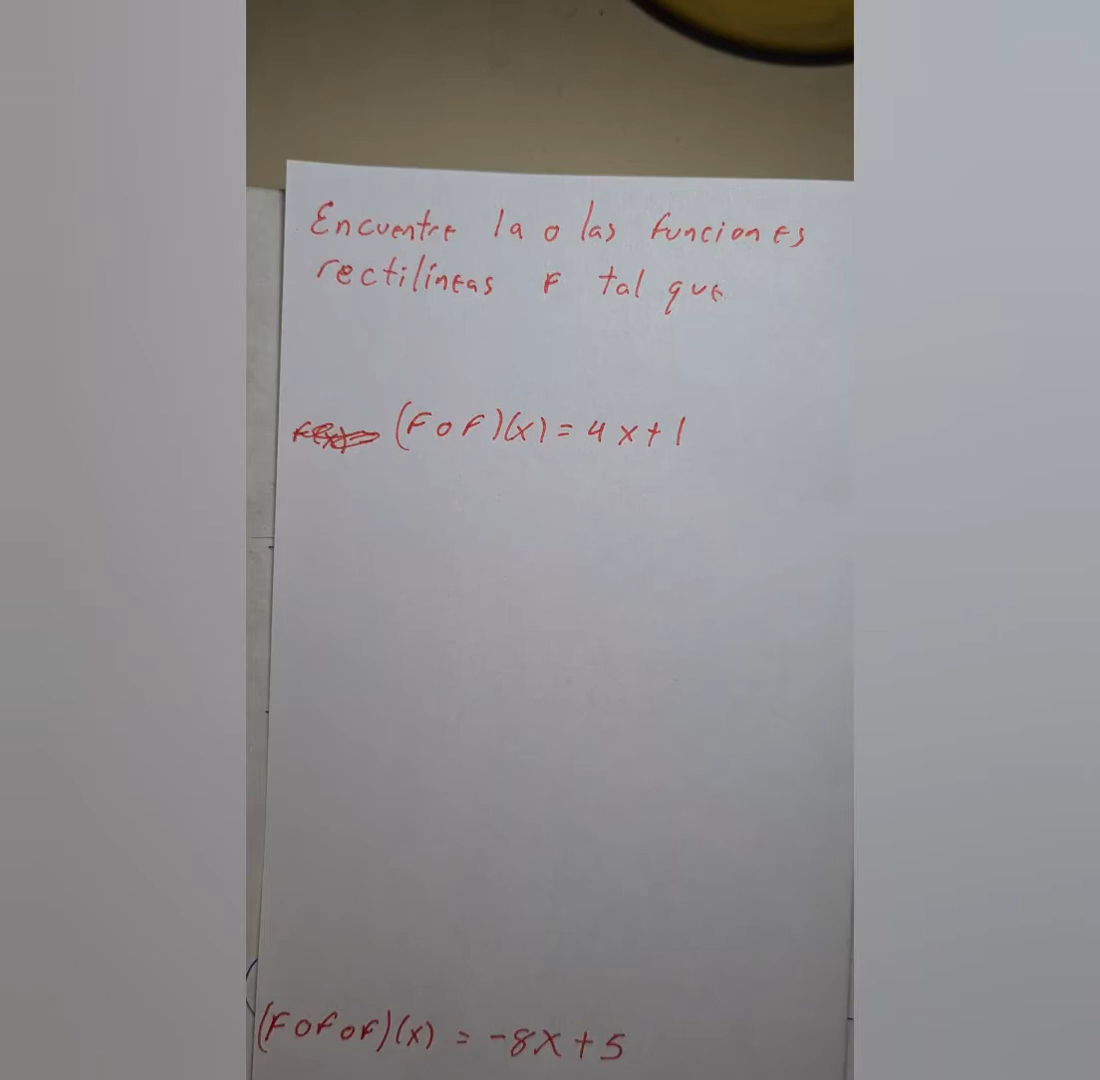 Encuentre la o las funciones
rectilíneas F tal que
(FoF)(x) = 4x+1
(FoFoF)(x) = -8x+5